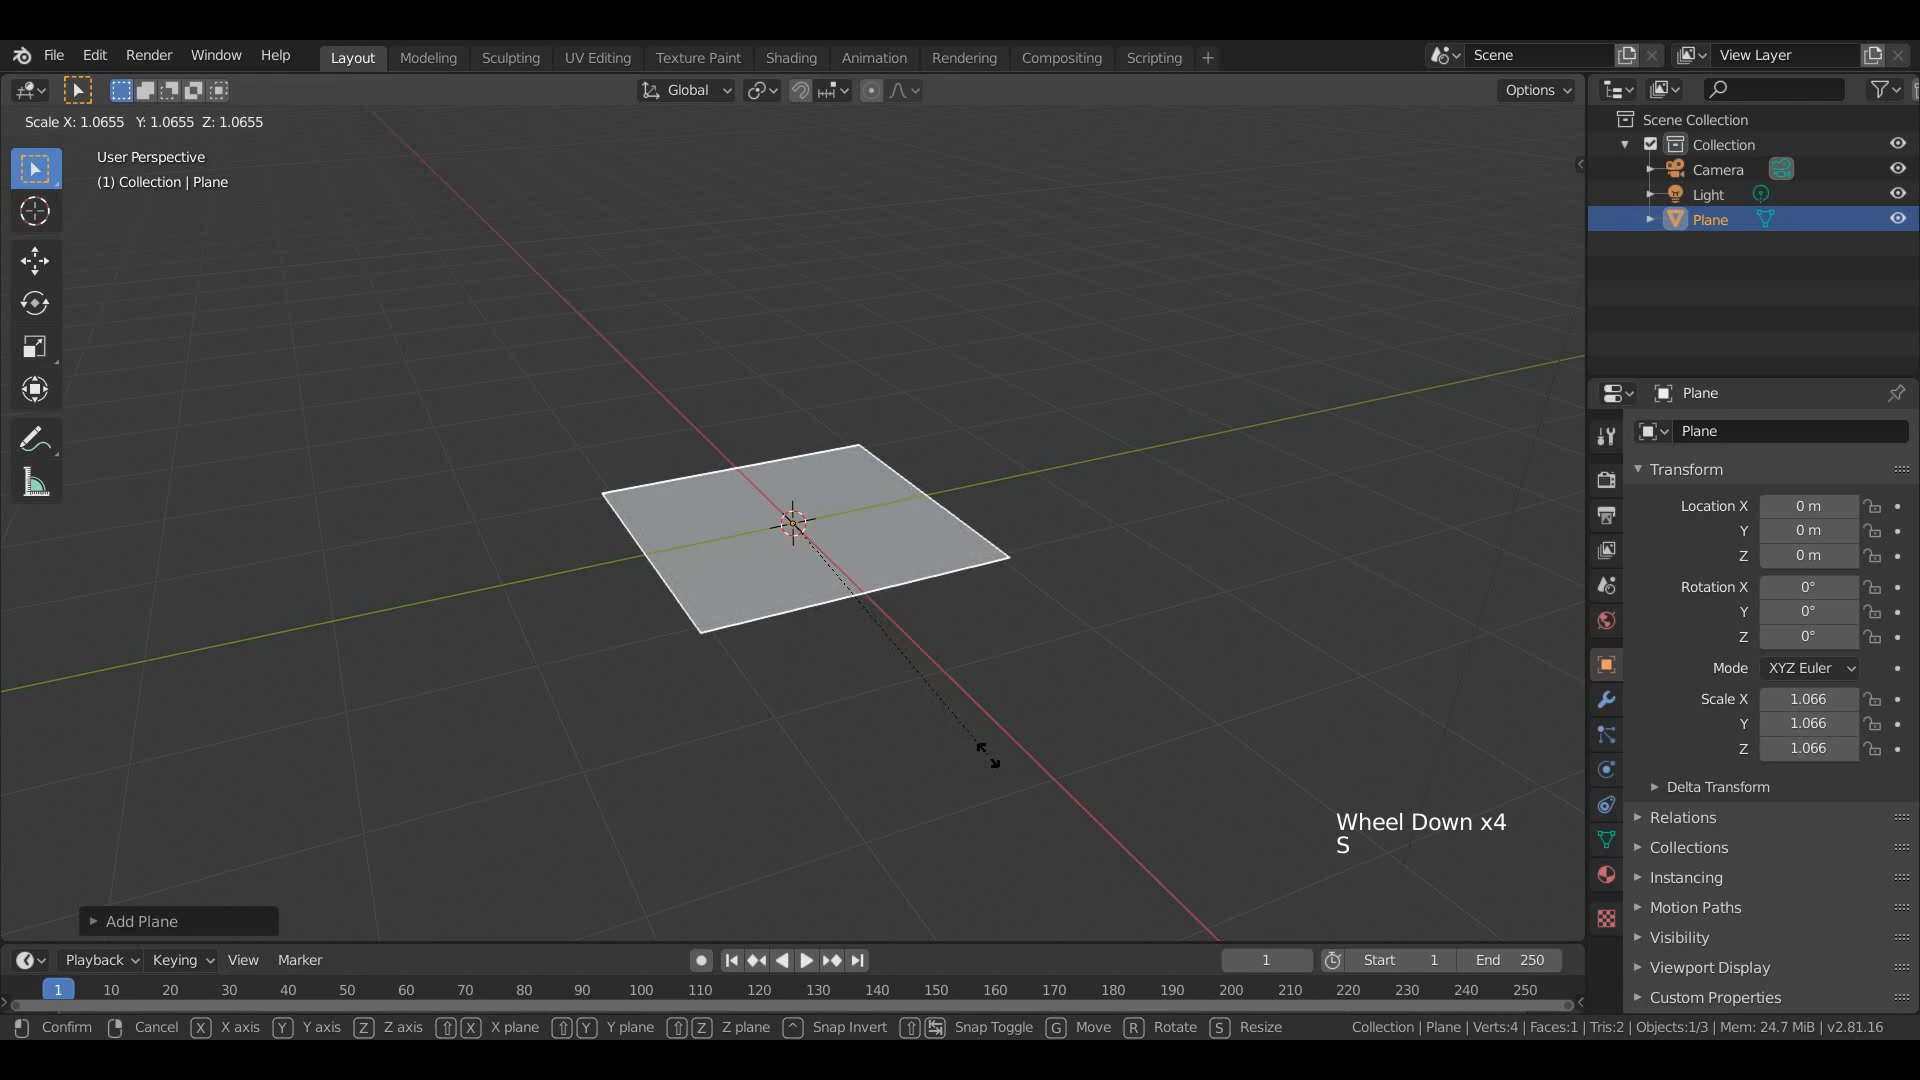 File Edit Render Window Help Layout Modeling Sculpting UV Editing Texture Paint Shading Animation Rendering Compositing Scripting + Scene View Layer
Global Options
Scale X: 1.0655 Y: 1.0655 Z: 1.0655
User Perspective
(1) Collection | Plane
Scene Collection
Collection
Camera
Light
Plane
Plane
Plane
Transform
Location X 0 m
Y 0 m
Z 0 m
Rotation X 0°
Y 0°
Z 0°
Mode XYZ Euler
Scale X 1.066
Y 1.066
Z 1.066
Delta Transform
Relations
Collections
Instancing
Motion Paths
Visibility
Viewport Display
Custom Properties
Wheel Down x4
S
Add Plane
Playback Keying View Marker 1 Start 1 End 250
1 10 20 30 40 50 60 70 80 90 100 110 120 130 140 150 160 170 180 190 200 210 220 230 240 250
Confirm Cancel X X axis Y Y axis Z Z axis X X plane Y Y plane Z Z plane ^ Snap Invert Snap Toggle G Move R Rotate S Resize Collection | Plane | Verts:4 | Faces:1 | Tris:2 | Objects:1/3 | Mem: 24.7 MiB | v2.81.16